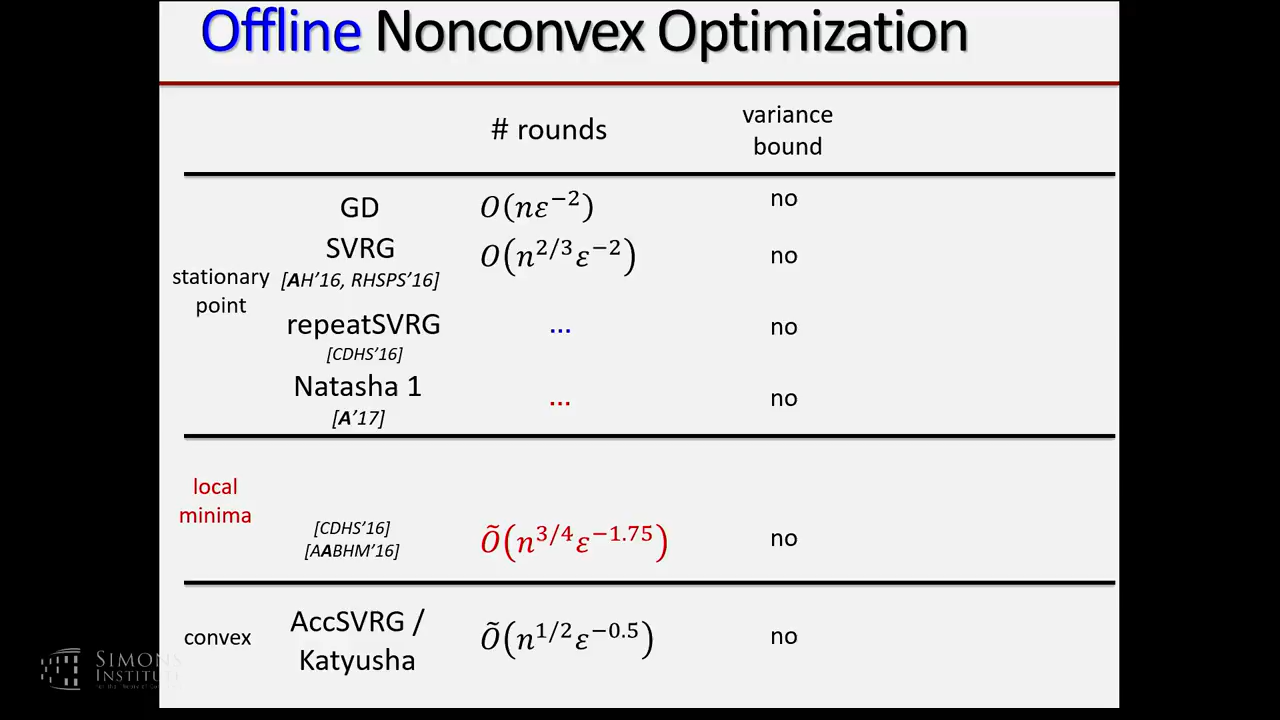 Offline Nonconvex Optimization
# rounds
variance
bound
GD O(nε⁻²) no
SVRG O(n^{2/3}ε⁻²) no
[AH'16, RHSPS'16]
stationary
point
repeatSVRG ... no
[CDHS'16]
Natasha 1 ... no
[A'17]
local
minima
[CDHS'16]
[AABHM'16]
Õ(n^{3/4}ε^{-1.75}) no
convex
AccSVRG /
Katyusha
Õ(n^{1/2}ε^{-0.5}) no
SIMONS
INSTITUT